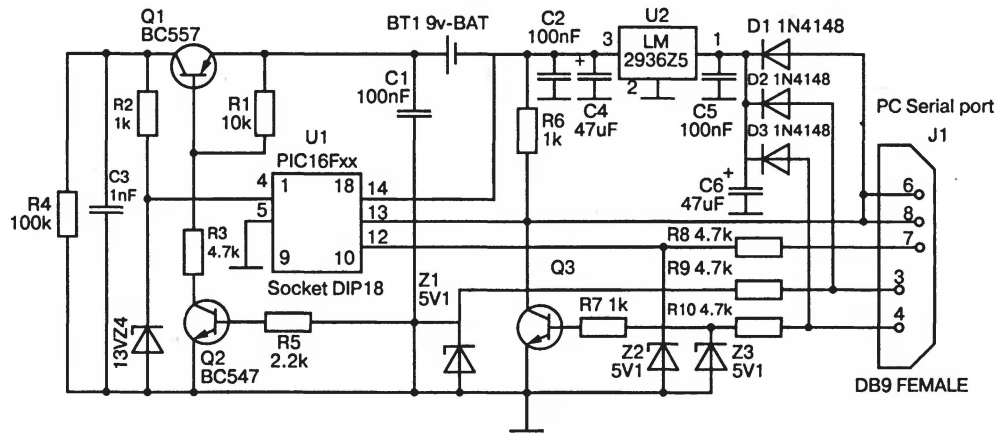 Q1
BC557
BT1 9v-BAT
C2
100nF
U2
LM
2936Z5
3
1
2
D1 1N4148
D2 1N4148
D3 1N4148
PC Serial port
J1
R2
1k
R1
10k
C1
100nF
C4
47uF
C5
100nF
R6
1k
+
+
C6
47uF
U1
PIC16Fxx
C3
1nF
R4
100k
4
5
1
18
9
10
14
13
12
6
8
7
3
4
R3
4.7k
Socket DIP18
Z1
5V1
Q3
R8 4.7k
R9 4.7k
R7 1k
R10 4.7k
13VZ4
Q2
BC547
R5
2.2k
Z2
5V1
Z3
5V1
DB9 FEMALE